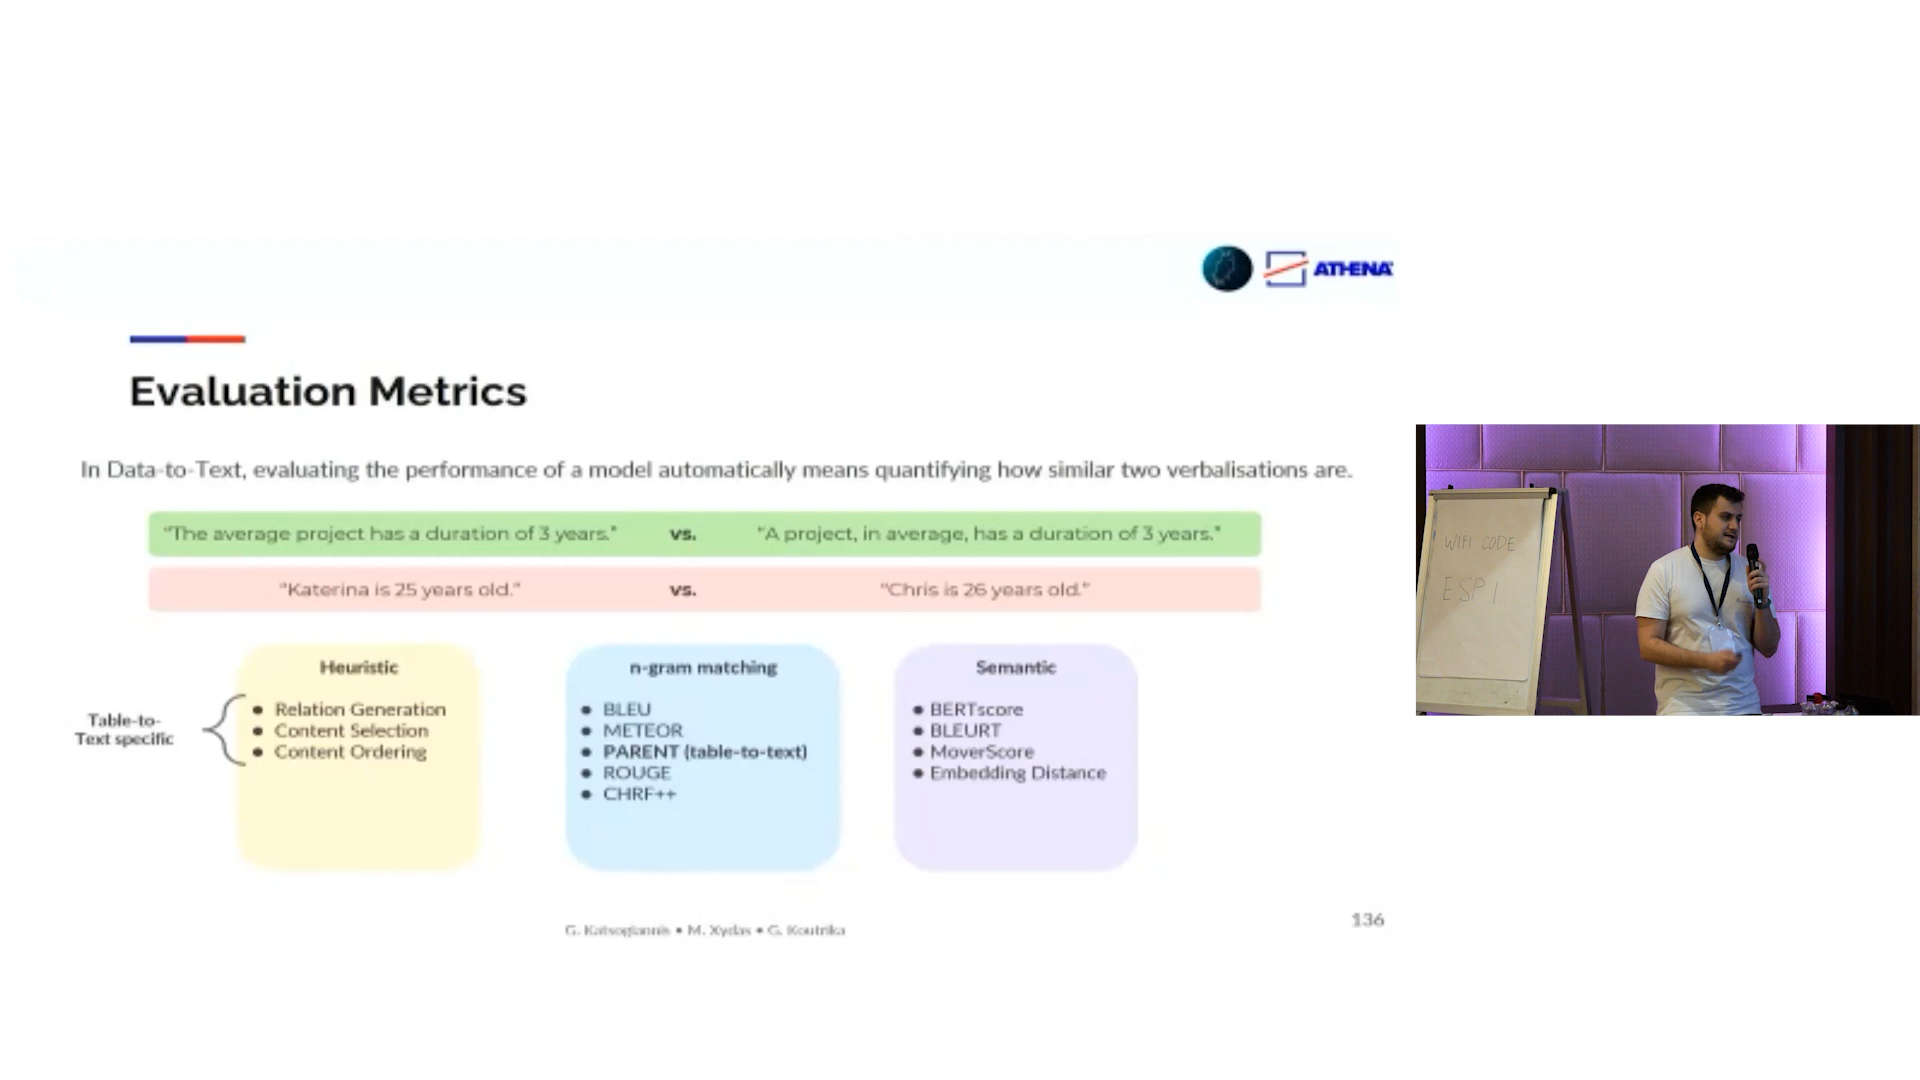 ATHENA
Evaluation Metrics
In Data-to-Text, evaluating the performance of a model automatically means quantifying how similar two verbalisations are.
"The average project has a duration of 3 years." vs. "A project, in average, has a duration of 3 years."
"Katerina is 25 years old." vs. "Chris is 26 years old."
Heuristic
Table-to-
Text specific
● Relation Generation
● Content Selection
● Content Ordering
n-gram matching
● BLEU
● METEOR
● PARENT (table-to-text)
● ROUGE
● CHRF++
Semantic
● BERTscore
● BLEURT
● MoverScore
● Embedding Distance
G. Katsogiannis • M. Xydas • G. Koutrika
136
WIFI CODE
ESP1